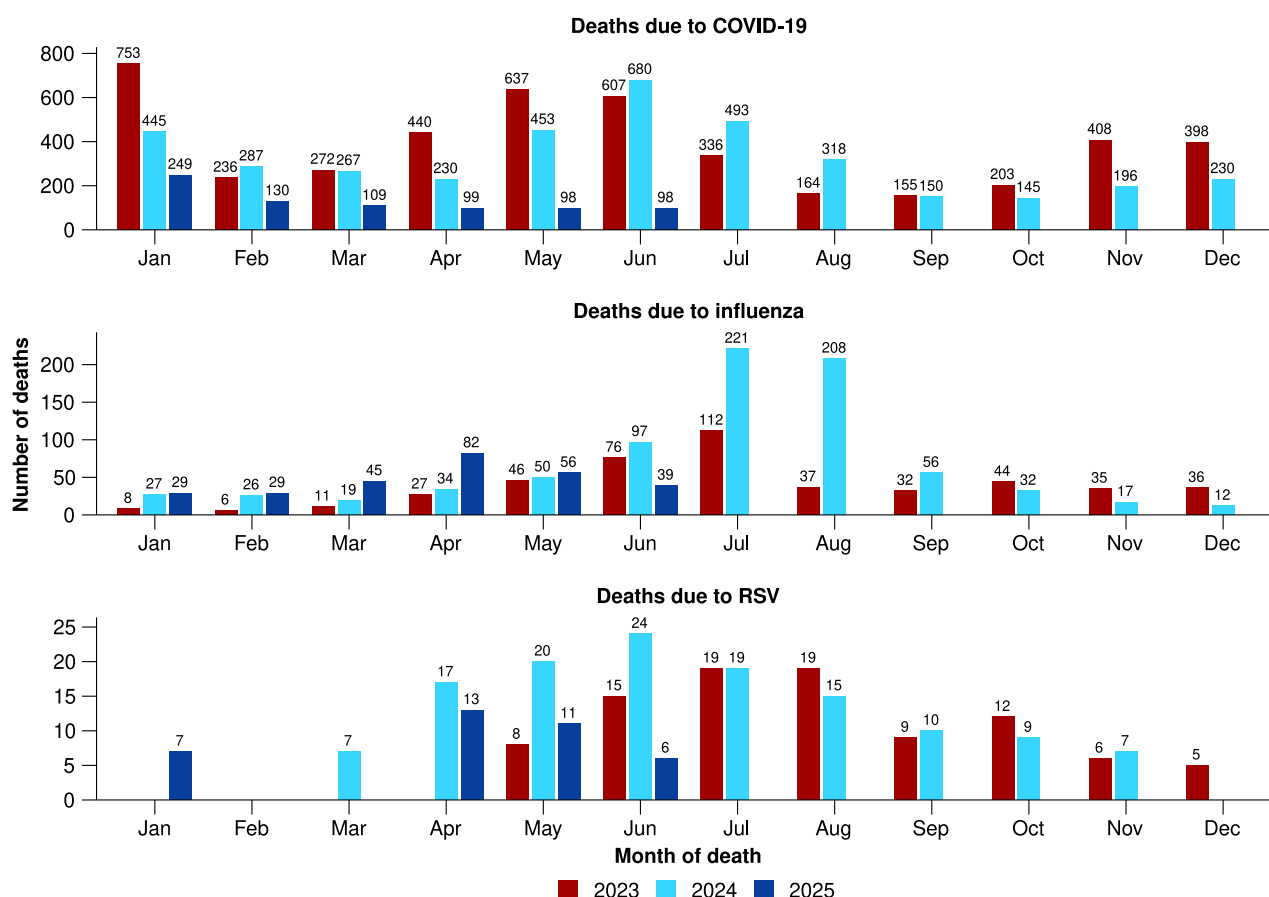 Deaths due to COVID-19
800
600
400
200
0
753 445 249 236 287 130 272 267 109 440 230 99 637 453 98 607 680 98 336 493 164 318 155 150 203 145 408 196 398 230
Jan Feb Mar Apr May Jun Jul Aug Sep Oct Nov Dec
Deaths due to influenza
Number of deaths
200
150
100
50
0
8 27 29 6 26 29 11 19 45 27 34 82 46 50 56 76 97 39 112 221 37 208 32 56 44 32 35 17 36 12
Jan Feb Mar Apr May Jun Jul Aug Sep Oct Nov Dec
Deaths due to RSV
25
20
15
10
5
0
7 7 17 13 8 20 11 15 24 6 19 19 19 15 9 10 12 9 6 7 5
Jan Feb Mar Apr May Jun Jul Aug Sep Oct Nov Dec
Month of death
2023 2024 2025